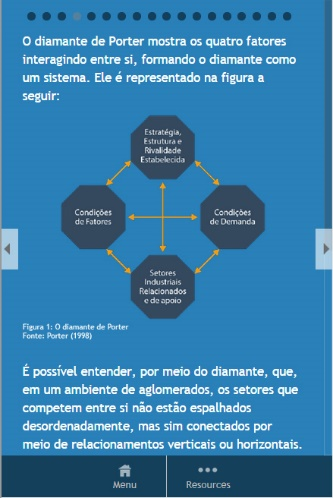 O diamante de Porter mostra os quatro fatores
interagindo entre si, formando o diamante como
um sistema. Ele é representado na figura a
seguir:
Estratégia,
Estrutura e
Rivalidade
Estabelecida
Condições
de Fatores
Condições
de Demanda
Setores
Industriais
Relacionados
e de apoio
Figura 1: O diamante de Porter
Fonte: Porter (1998)
É possível entender, por meio do diamante, que,
em um ambiente de aglomerados, os setores que
competem entre si não estão espalhados
desordenadamente, mas sim conectados por
meio de relacionamentos verticais ou horizontais.
Menu
Resources